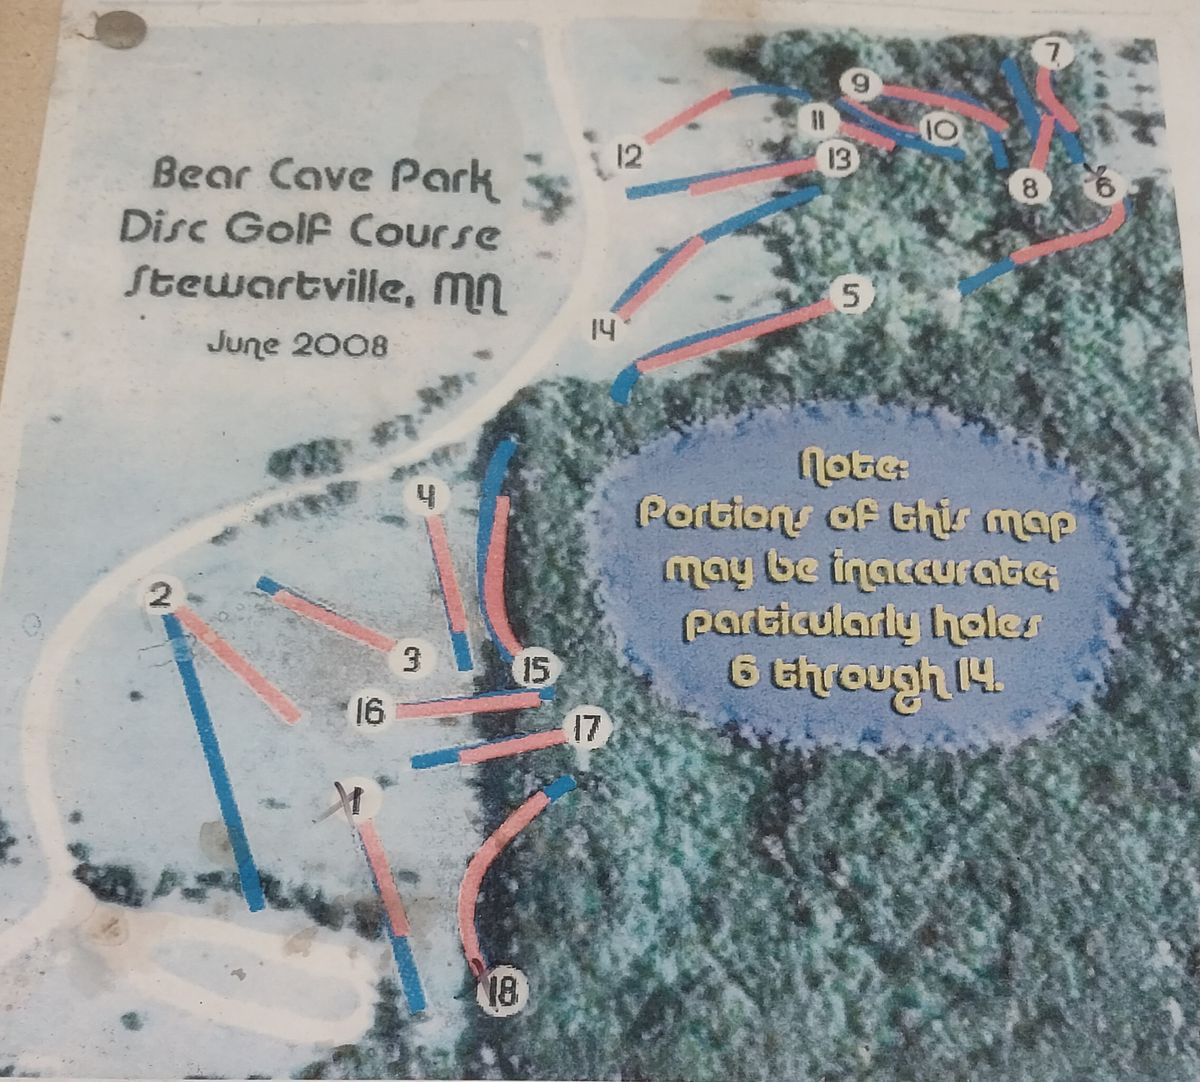 Bear Cave Park
Disc Golf Course
Stewartville, MN
June 2008
7
9
11
10
12
13
8
6
5
14
Note:
Portions of this map
may be inaccurate;
particularly holes
6 through 14.
4
2
3
15
16
17
1
18